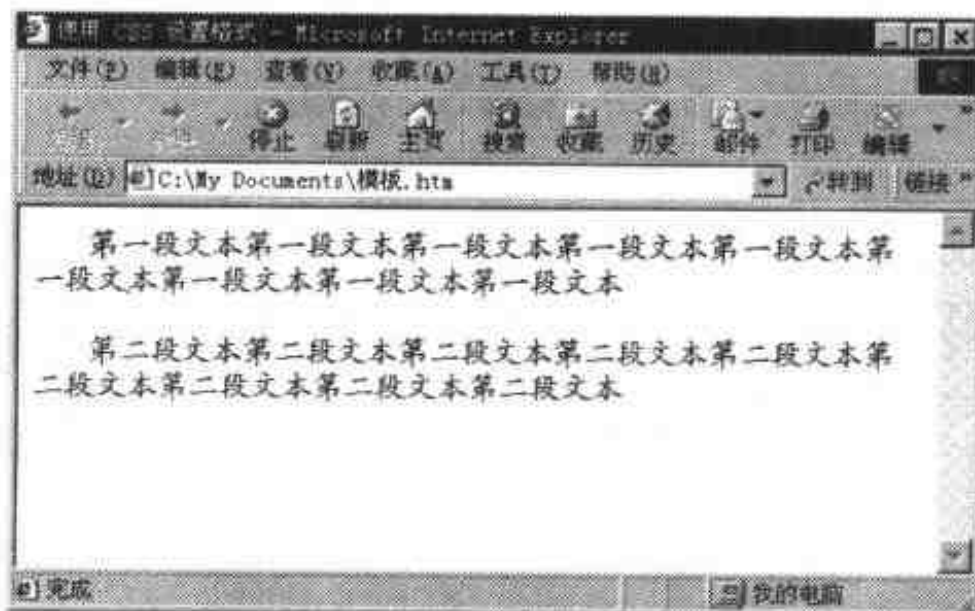 使用 CSS 设置格式 - Microsoft Internet Explorer
文件(F) 编辑(E) 查看(V) 收藏(A) 工具(T) 帮助(H)
停止 刷新 主页 搜索 收藏 历史 邮件 打印 编辑
地址(D) C:\My Documents\模板.htm 转到 链接 »
第一段文本第一段文本第一段文本第一段文本第一段文本第
一段文本第一段文本第一段文本第一段文本
第二段文本第二段文本第二段文本第二段文本第二段文本第
二段文本第二段文本第二段文本第二段文本
完成 我的电脑